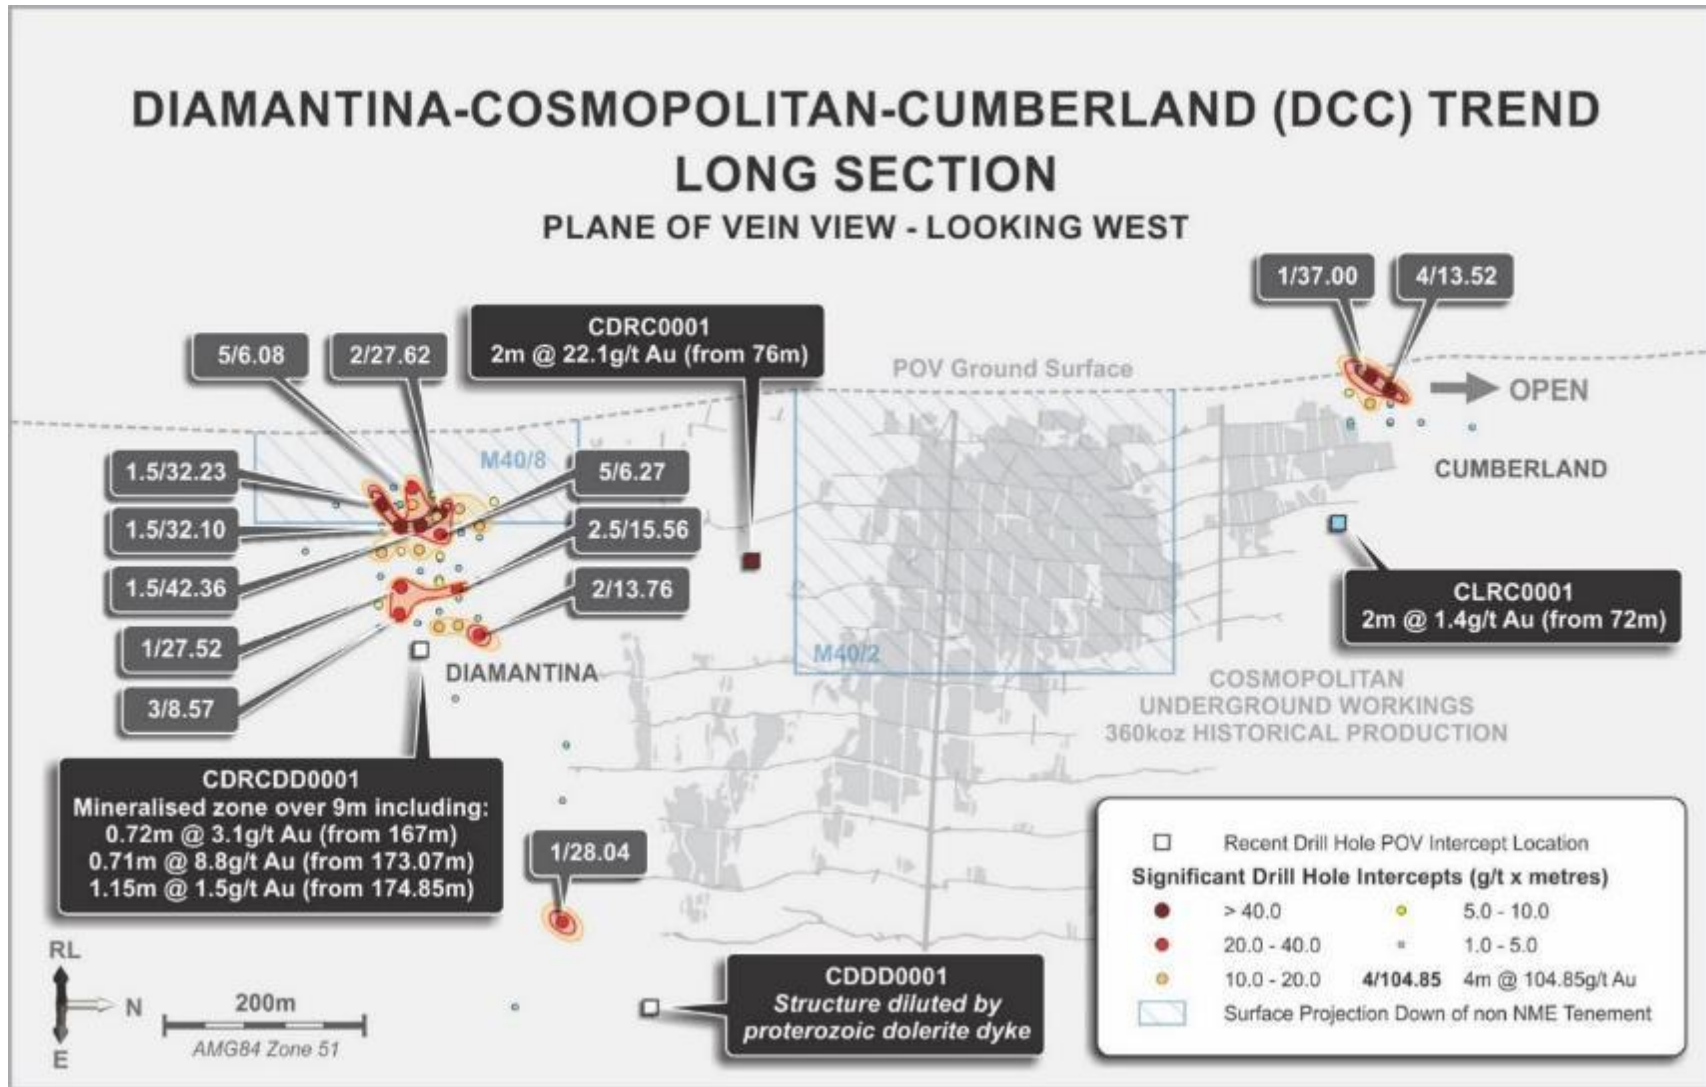 DIAMANTINA-COSMOPOLITAN-CUMBERLAND (DCC) TREND
LONG SECTION
PLANE OF VEIN VIEW - LOOKING WEST
1/37.00
4/13.52
CDRC0001
2m @ 22.1g/t Au (from 76m)
5/6.08
2/27.62
POV Ground Surface
OPEN
M40/8
1.5/32.23
5/6.27
CUMBERLAND
1.5/32.10
2.5/15.56
1.5/42.36
2/13.76
CLRC0001
2m @ 1.4g/t Au (from 72m)
1/27.52
M40/2
DIAMANTINA
COSMOPOLITAN
UNDERGROUND WORKINGS
360koz HISTORICAL PRODUCTION
3/8.57
CDRCDD0001
Mineralised zone over 9m including:
0.72m @ 3.1g/t Au (from 167m)
0.71m @ 8.8g/t Au (from 173.07m)
1.15m @ 1.5g/t Au (from 174.85m)
1/28.04
CDDD0001
Structure diluted by
proterozoic dolerite dyke
RL
N
E
200m
AMG84 Zone 51
Recent Drill Hole POV Intercept Location
Significant Drill Hole Intercepts (g/t x metres)
> 40.0
5.0 - 10.0
20.0 - 40.0
1.0 - 5.0
10.0 - 20.0
4/104.85 4m @ 104.85g/t Au
Surface Projection Down of non NME Tenement